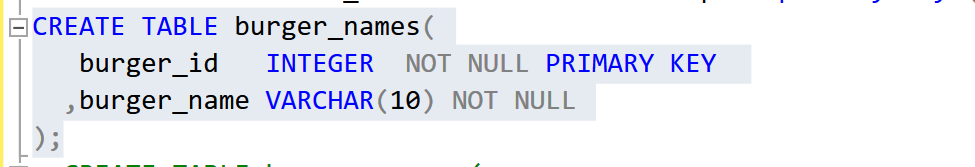 CREATE TABLE burger_names(
burger_id INTEGER NOT NULL PRIMARY KEY
,burger_name VARCHAR(10) NOT NULL
);